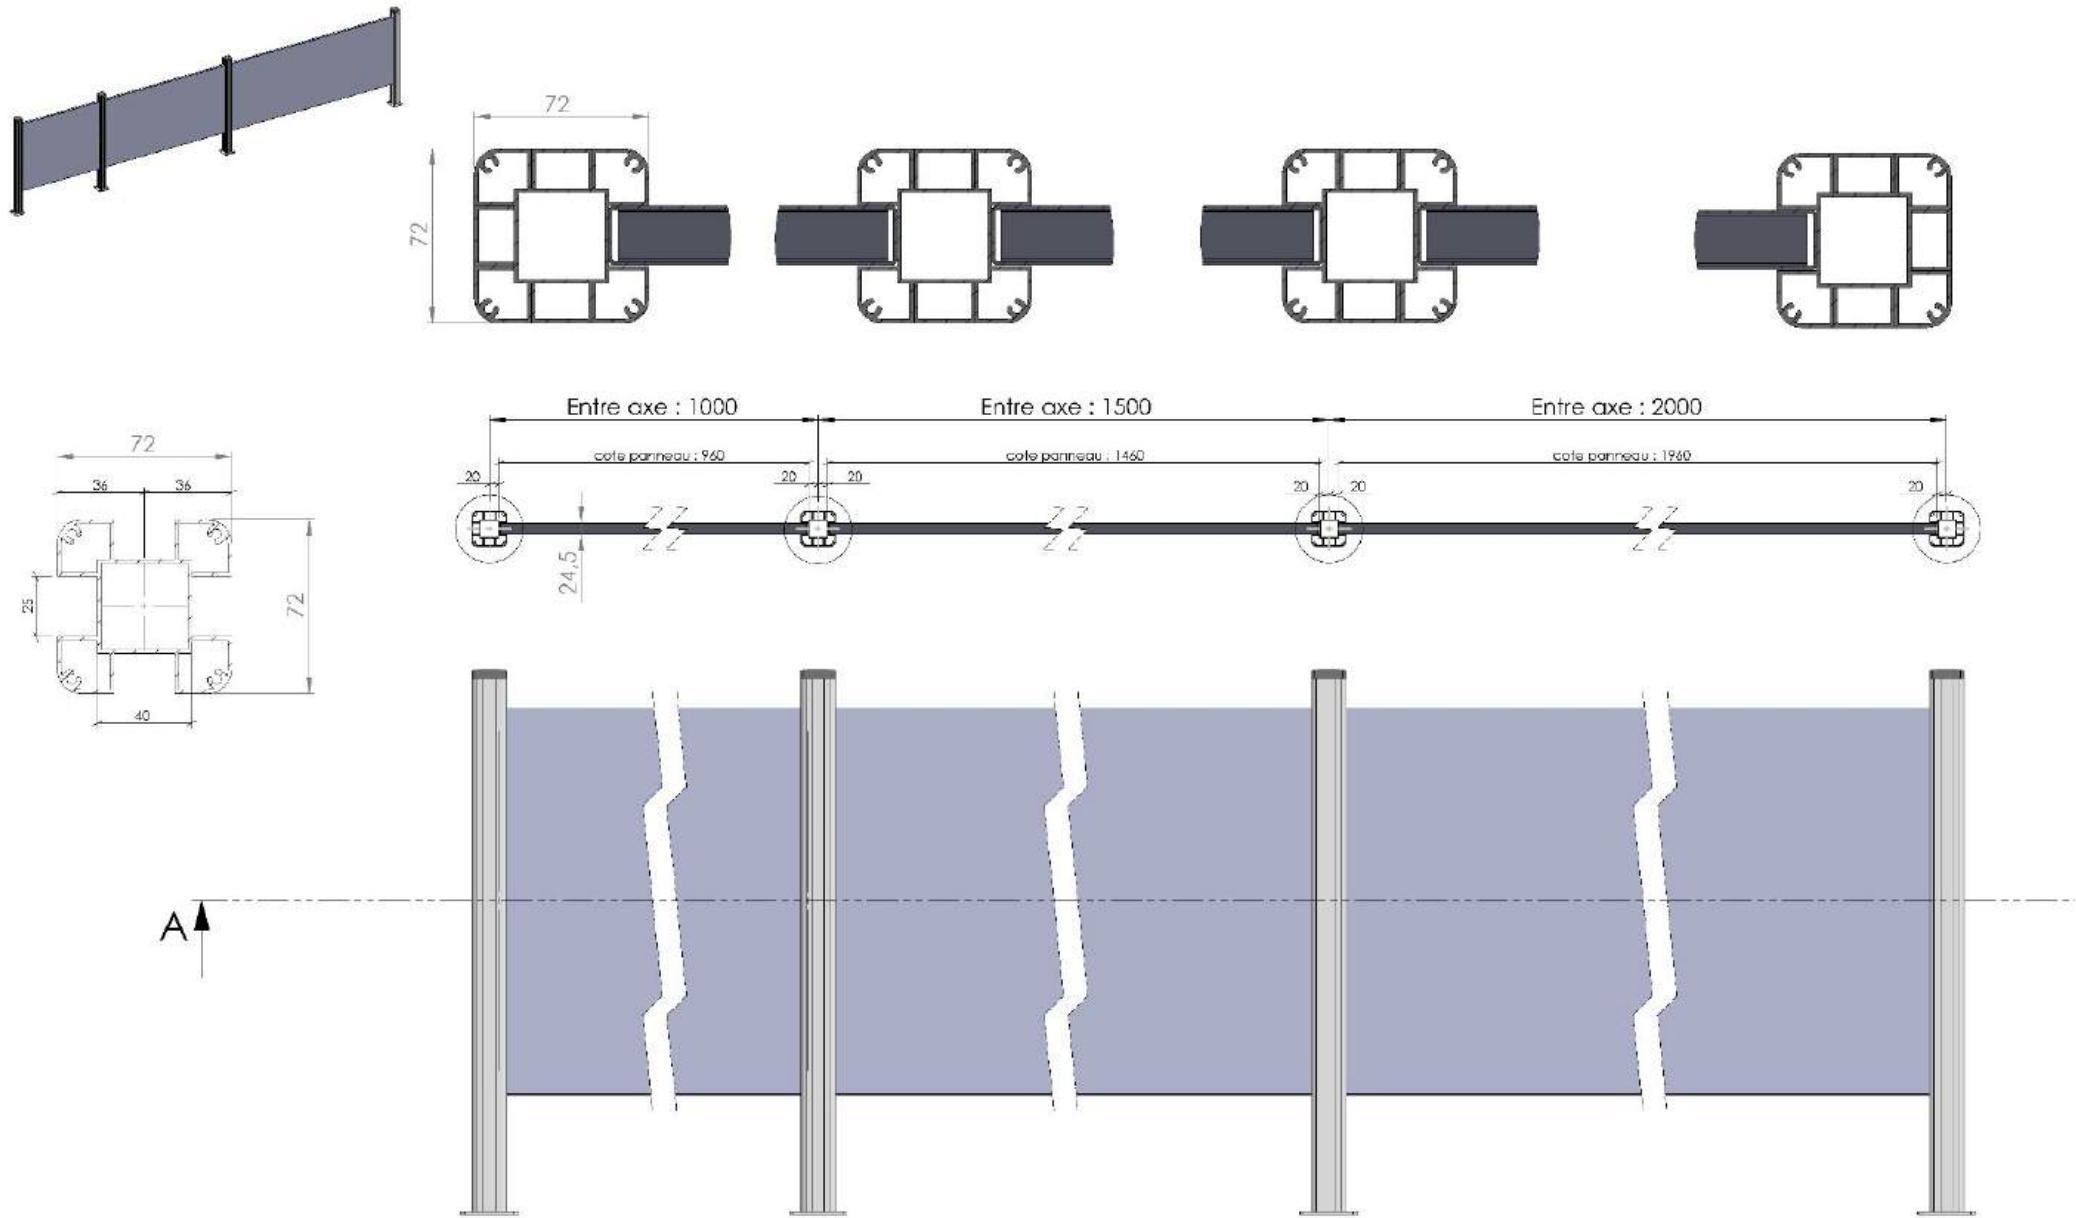 72
72
Entre axe : 1000
Entre axe : 1500
Entre axe : 2000
cote panneau : 960
cote panneau : 1460
cote panneau : 1960
20
20
20
20
20
20
24,5
72
36
36
25
72
40
A